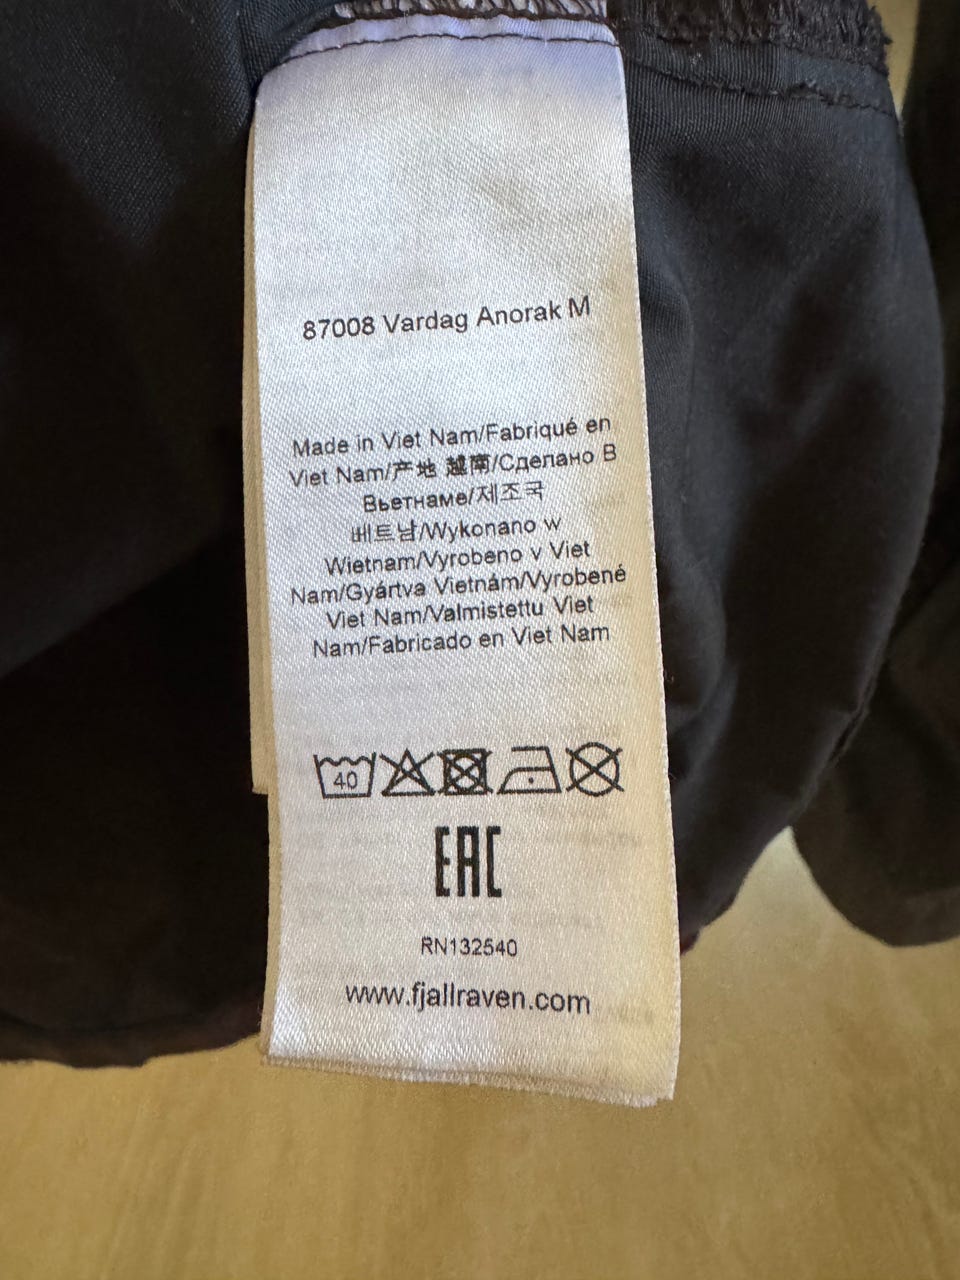 87008 Vardag Anorak M
Made in Viet Nam/Fabriqué en
Viet Nam/产地 越南/Сделано В
Вьетнаме/제조국
베트남/Wykonano w
Wietnam/Vyrobeno v Viet
Nam/Gyártva Vietnám/Vyrobené
Viet Nam/Valmistettu Viet
Nam/Fabricado en Viet Nam
40
EAC
RN132540
www.fjallraven.com